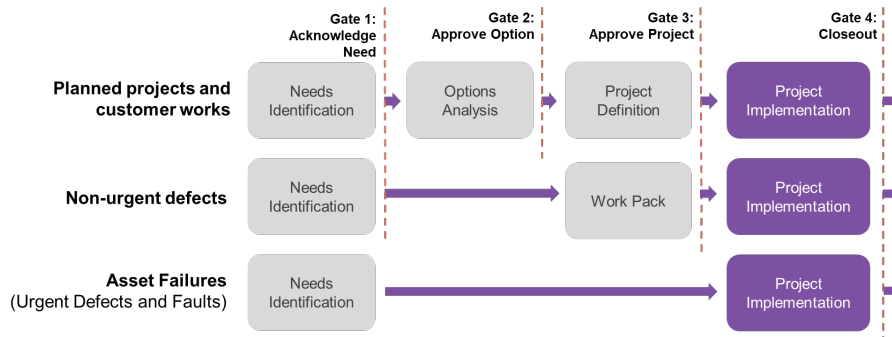 Gate 1:
Acknowledge
Need
Gate 2:
Approve Option
Gate 3:
Approve Project
Gate 4:
Closeout
Planned projects and
customer works
Needs
Identification
Options
Analysis
Project
Definition
Project
Implementation
Non-urgent defects
Needs
Identification
Work Pack
Project
Implementation
Asset Failures
(Urgent Defects and Faults)
Needs
Identification
Project
Implementation